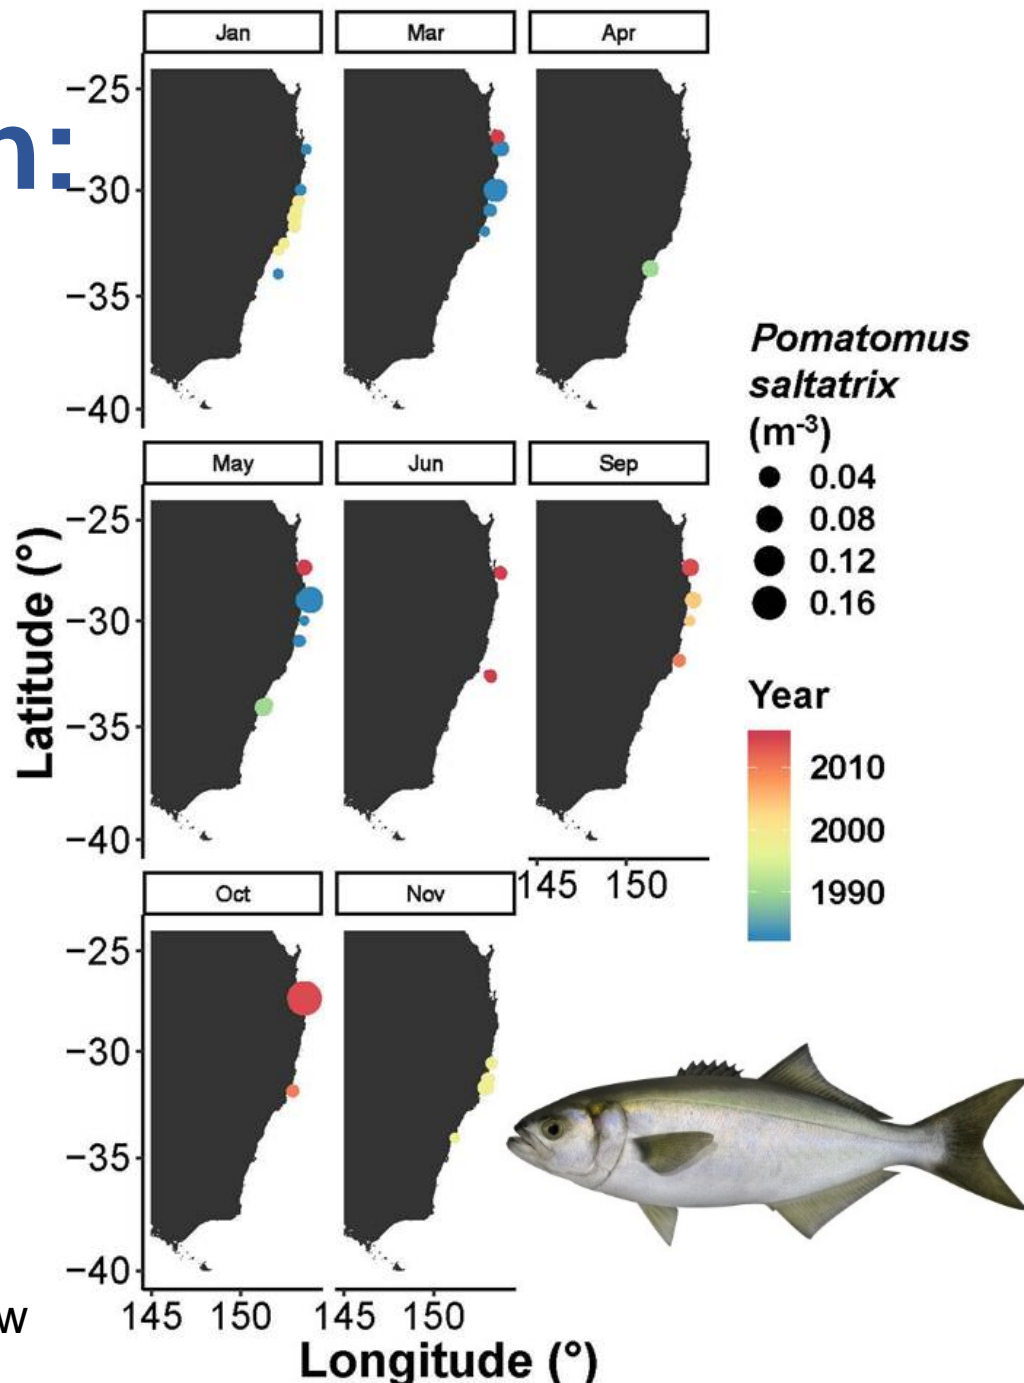 n:
Jan Mar Apr
−25
−30
−35
−40
May Jun Sep
−25
−30
−35
−40
145 150
Oct Nov
−25
−30
−35
−40
145 150 145 150
Latitude (°)
Longitude (°)
Pomatomus
saltatrix
(m-3)
0.04
0.08
0.12
0.16
Year
2010
2000
1990
w